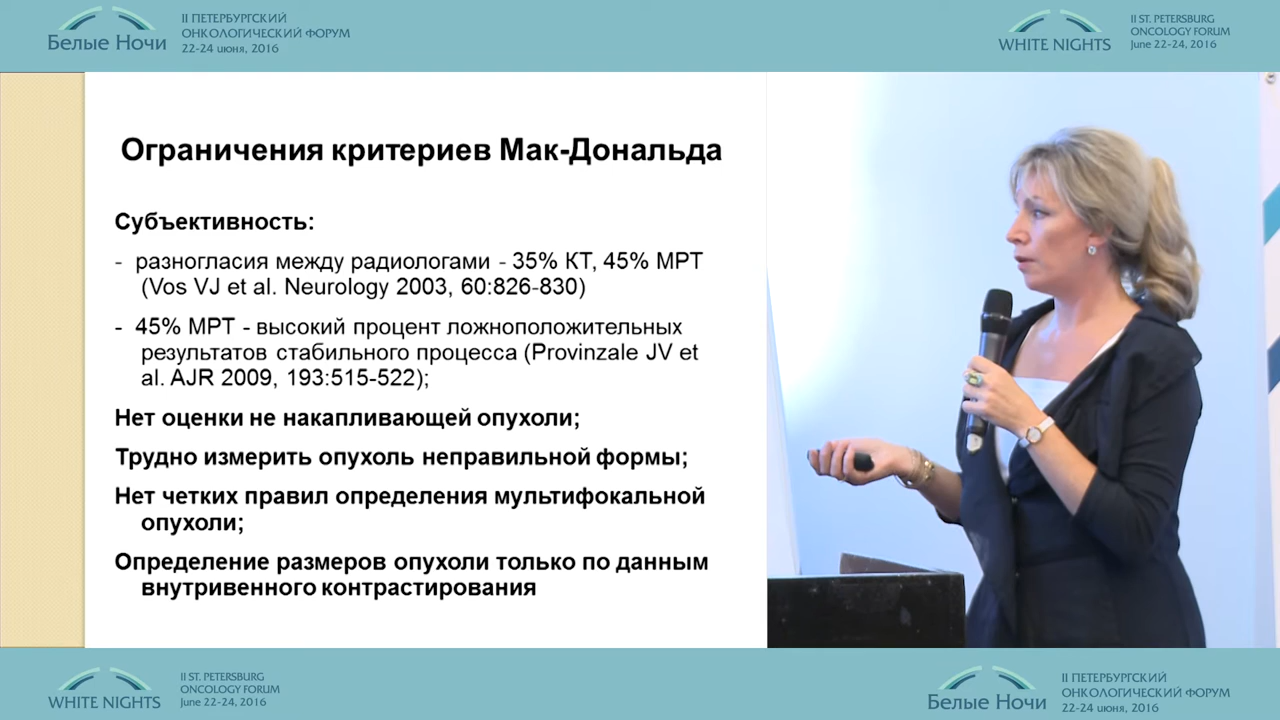 Белые Ночи
II ПЕТЕРБУРГСКИЙ
ОНКОЛОГИЧЕСКИЙ ФОРУМ
22-24 июня, 2016
WHITE NIGHTS
II ST. PETERSBURG
ONCOLOGY FORUM
June 22-24, 2016
Ограничения критериев Мак-Дональда
Субъективность:
- разногласия между радиологами - 35% КТ, 45% МРТ
(Vos VJ et al. Neurology 2003, 60:826-830)
- 45% МРТ - высокий процент ложноположительных
результатов стабильного процесса (Provinzale JV et
al. AJR 2009, 193:515-522);
Нет оценки не накапливающей опухоли;
Трудно измерить опухоль неправильной формы;
Нет четких правил определения мультифокальной
опухоли;
Определение размеров опухоли только по данным
внутривенного контрастирования
WHITE NIGHTS
II ST. PETERSBURG
ONCOLOGY FORUM
June 22-24, 2016
Белые Ночи
II ПЕТЕРБУРГСКИЙ
ОНКОЛОГИЧЕСКИЙ ФОРУМ
22-24 июня, 2016